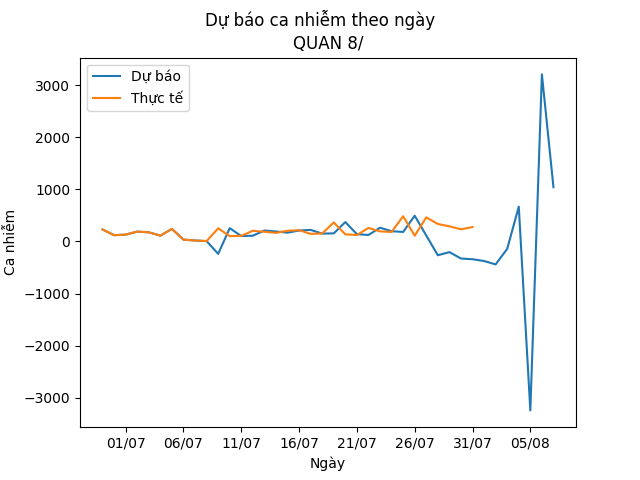 Dự báo ca nhiễm theo ngày
QUAN 8/
Dự báo
Thực tế
3000
2000
1000
0
−1000
−2000
−3000
Ca nhiễm
01/07 06/07 11/07 16/07 21/07 26/07 31/07 05/08
Ngày